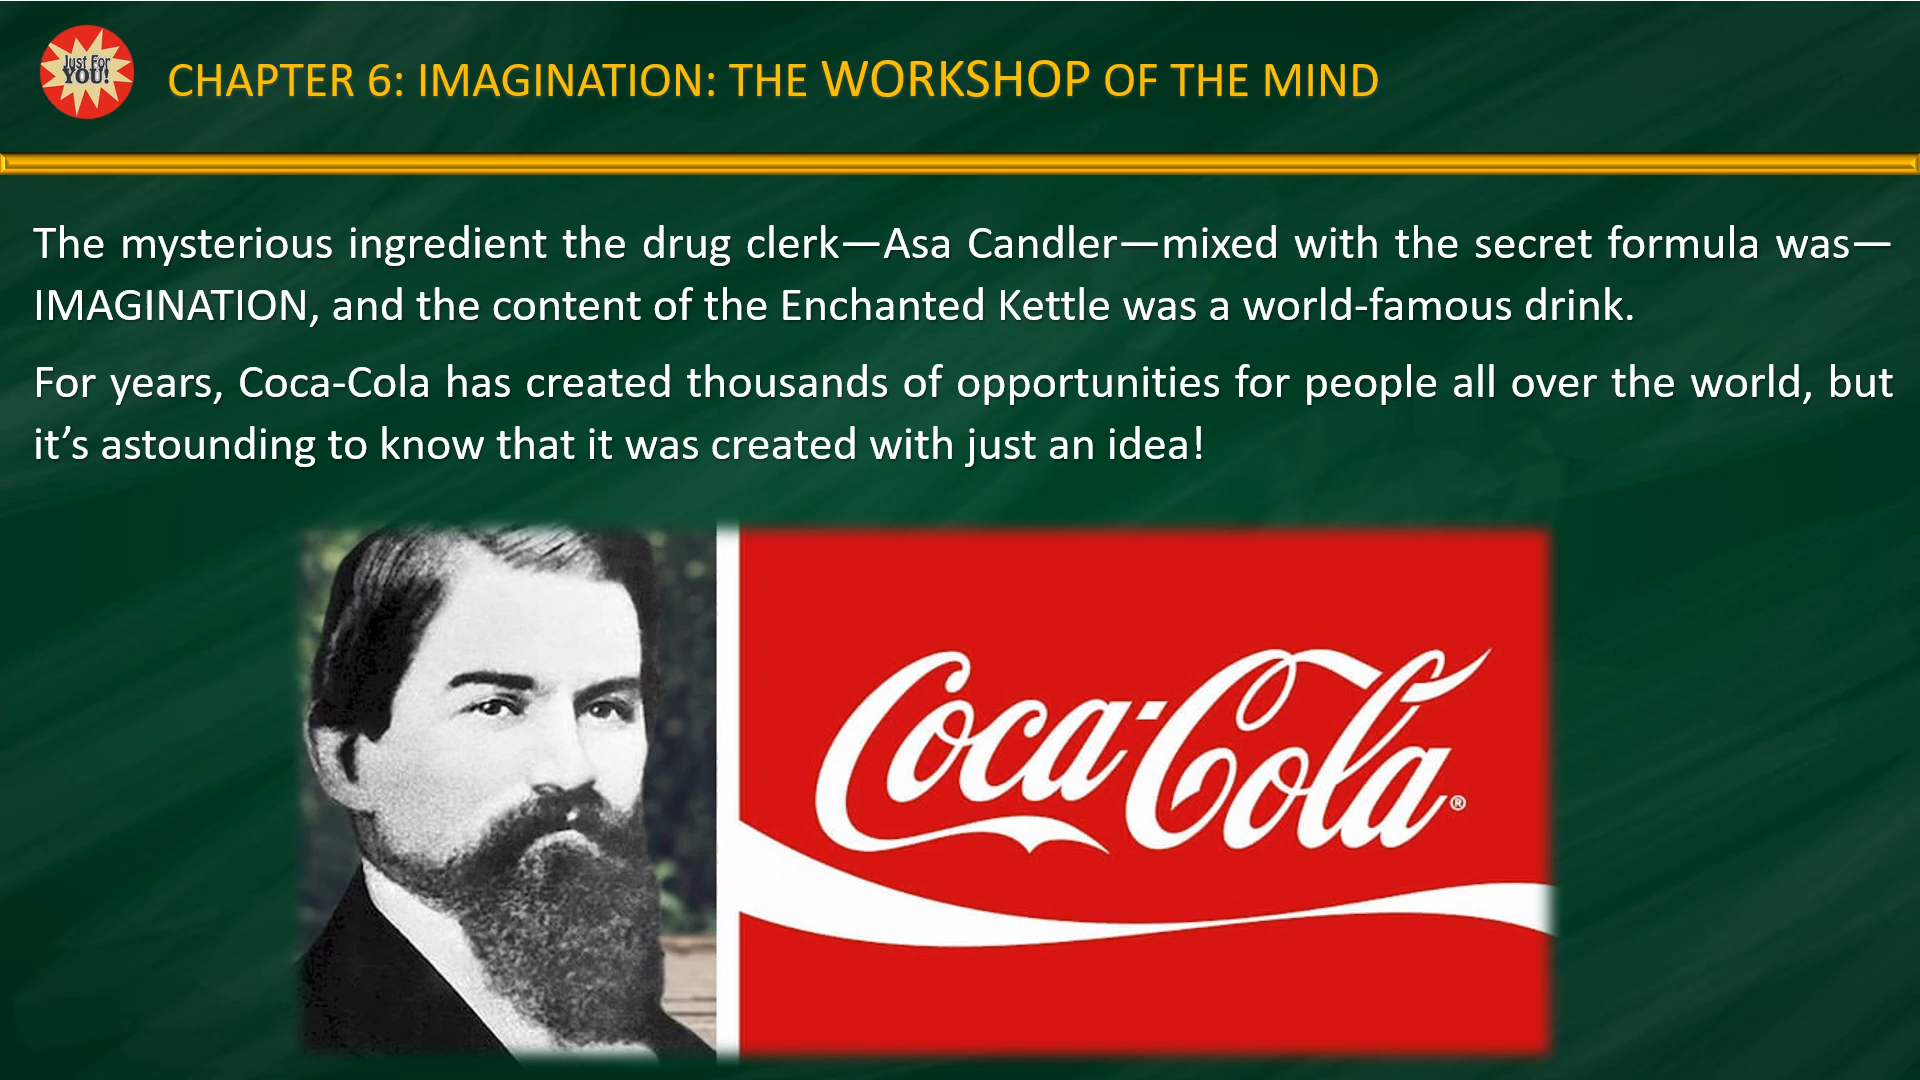 Just For
YOU!
CHAPTER 6: IMAGINATION: THE WORKSHOP OF THE MIND
The mysterious ingredient the drug clerk—Asa Candler—mixed with the secret formula was—
IMAGINATION, and the content of the Enchanted Kettle was a world-famous drink.
For years, Coca-Cola has created thousands of opportunities for people all over the world, but
it’s astounding to know that it was created with just an idea!
Coca-Cola®